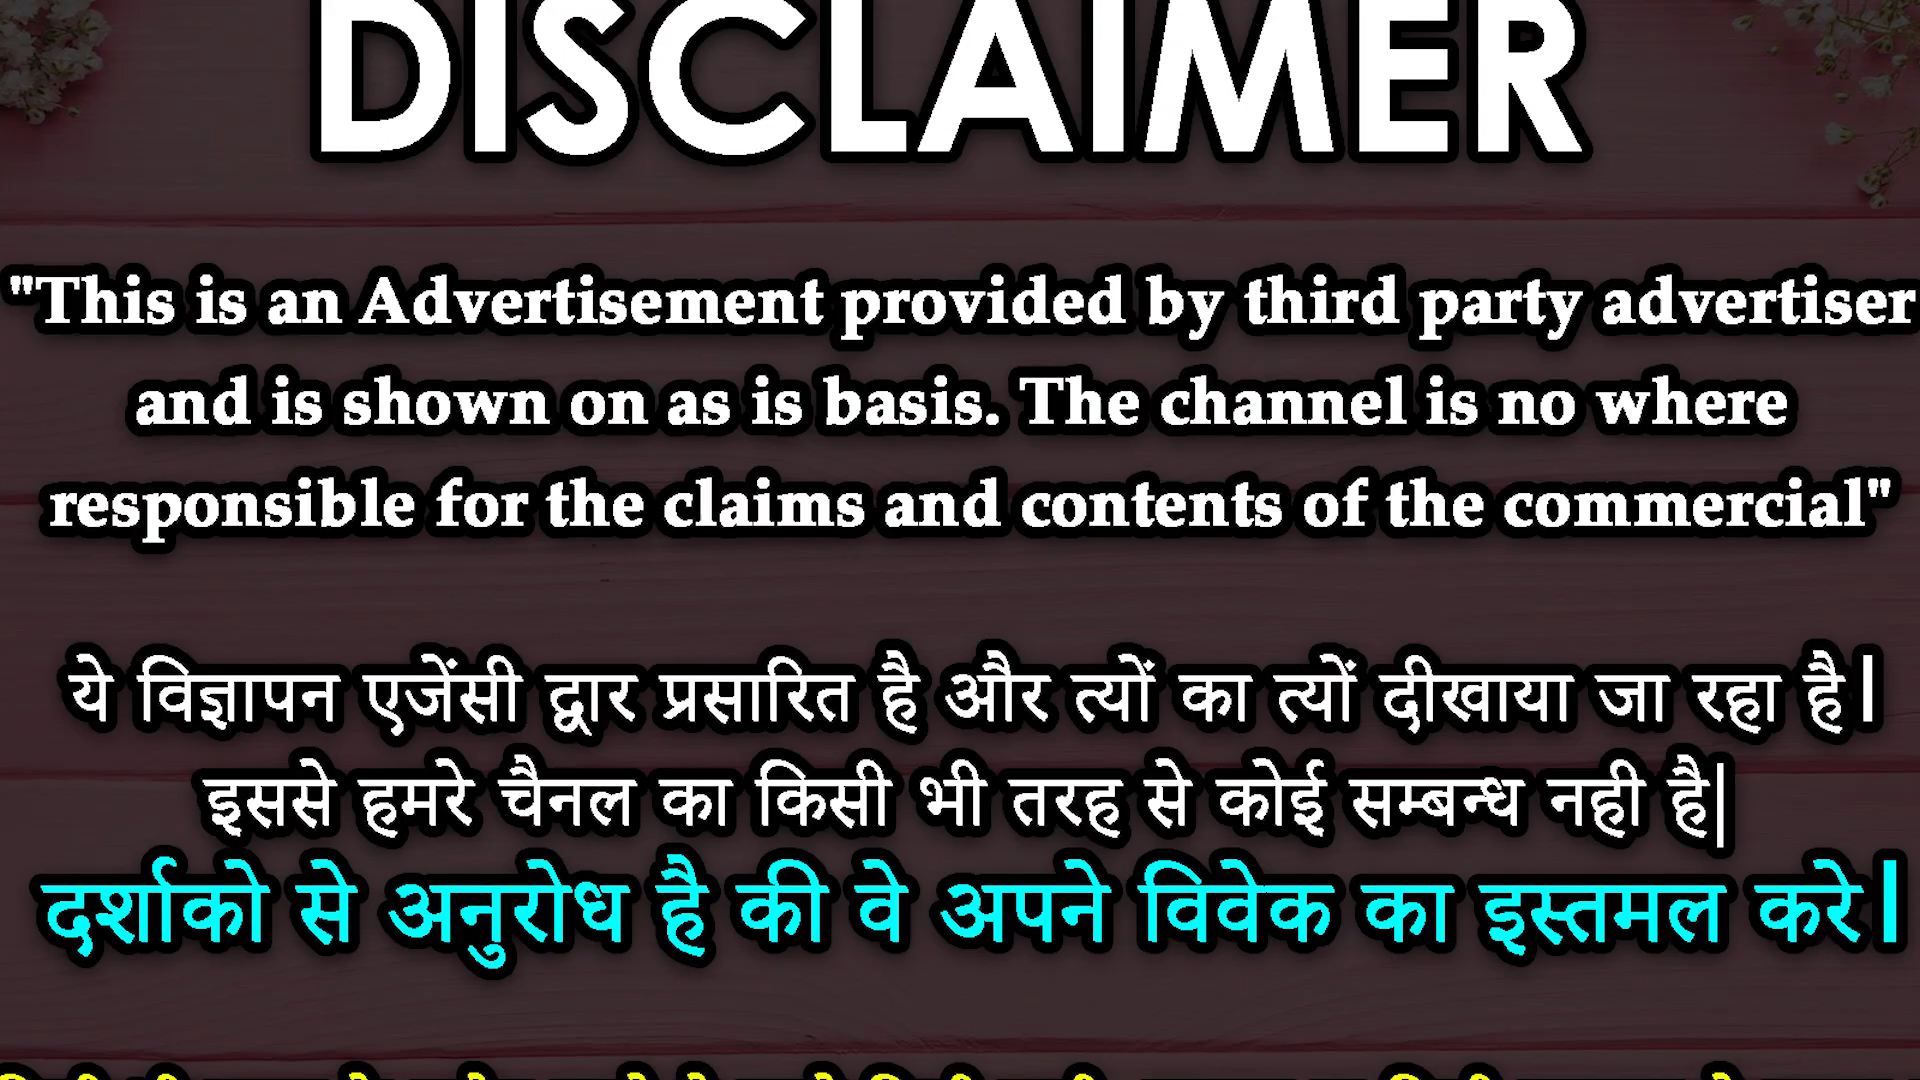 DISCLAIMER
"This is an Advertisement provided by third party advertiser
and is shown on as is basis. The channel is no where
responsible for the claims and contents of the commercial"
ये विज्ञापन एजेंसी द्वार प्रसारित है और त्यों का त्यों दीखाया जा रहा है।
इससे हमरे चैनल का किसी भी तरह से कोई सम्बन्ध नही है|
दर्शाको से अनुरोध है की वे अपने विवेक का इस्तमल करे।